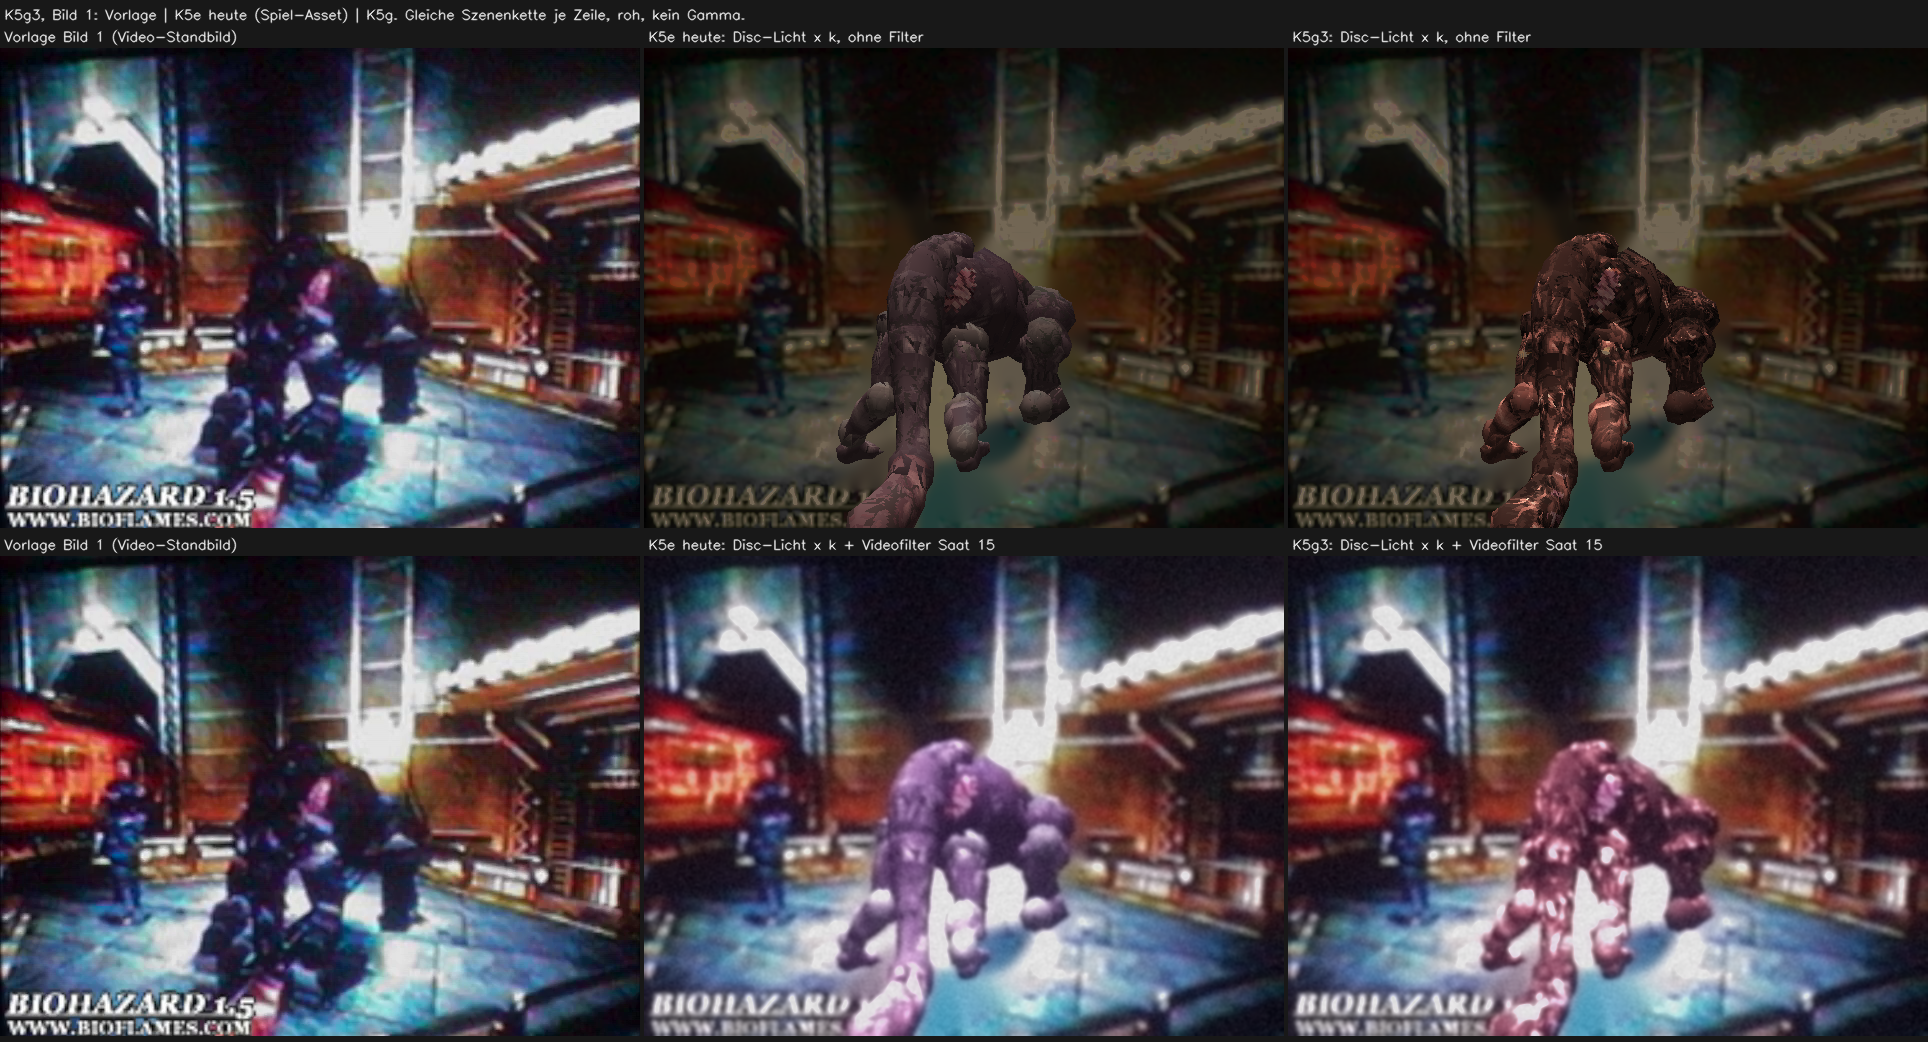 K5g3, Bild 1: Vorlage | K5e heute (Spiel-Asset) | K5g. Gleiche Szenenkette je Zeile, roh, kein Gamma.
Vorlage Bild 1 (Video-Standbild)
K5e heute: Disc-Licht x k, ohne Filter
K5g3: Disc-Licht x k, ohne Filter
BIOHAZARD 1.5
WWW.BIOFLAMES.COM
BIOHAZARD 1
WWW.BIOFLAMES.
BIOHAZARD 1
WWW.BIOFLAMES
Vorlage Bild 1 (Video-Standbild)
K5e heute: Disc-Licht x k + Videofilter Saat 15
K5g3: Disc-Licht x k + Videofilter Saat 15
BIOHAZARD 1.5
WWW.BIOFLAMES.COM
BIOHAZARD
WWW.BIOFLAMES.
BIOHAZARD 1
WWW.BIOFLAMES